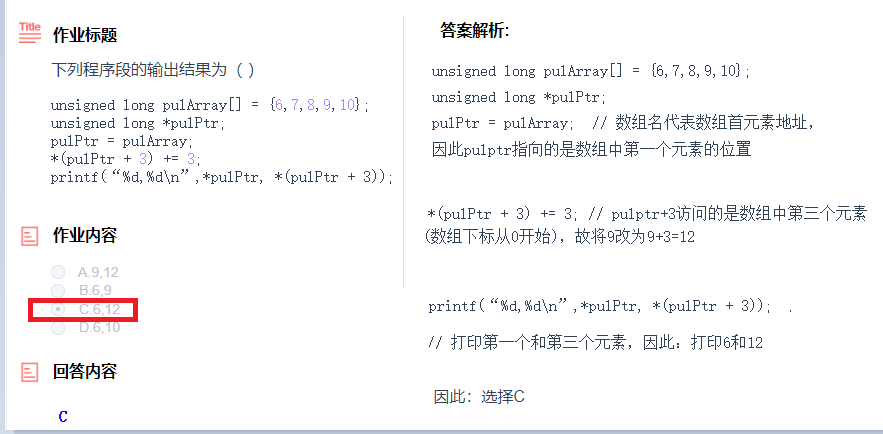 Title
作业标题
下列程序段的输出结果为（ ）
unsigned long pulArray[] = {6,7,8,9,10};
unsigned long *pulPtr;
pulPtr = pulArray;
*(pulPtr + 3) += 3;
printf(“%d,%d\n”,*pulPtr, *(pulPtr + 3));
作业内容
A.9,12
B.6,9
C.6,12
D.6,10
回答内容
C
答案解析:
unsigned long pulArray[] = {6,7,8,9,10};
unsigned long *pulPtr;
pulPtr = pulArray; // 数组名代表数组首元素地址，
因此pulptr指向的是数组中第一个元素的位置
*(pulPtr + 3) += 3; // pulptr+3访问的是数组中第三个元素
(数组下标从0开始)，故将9改为9+3=12
printf(“%d,%d\n”,*pulPtr, *(pulPtr + 3)); .
// 打印第一个和第三个元素，因此：打印6和12
因此：选择C